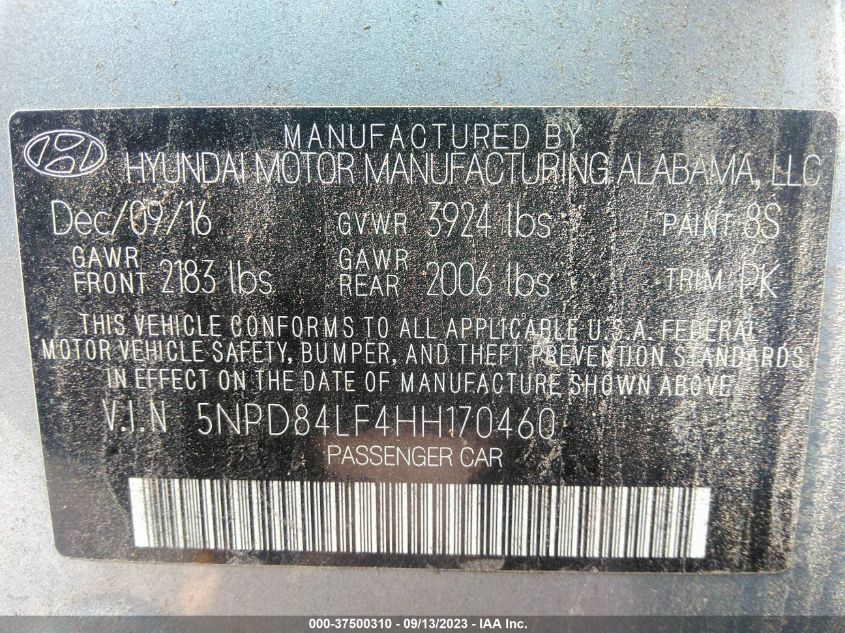 MANUFACTURED BY
HYUNDAI MOTOR MANUFACTURING ALABAMA, LLC
Dec/09/16 GVWR 3924 lbs PAINT 8S
GAWR FRONT 2183 lbs GAWR REAR 2006 lbs TRIM PK
THIS VEHICLE CONFORMS TO ALL APPLICABLE U.S.A. FEDERAL
MOTOR VEHICLE SAFETY, BUMPER, AND THEFT PREVENTION STANDARDS
IN EFFECT ON THE DATE OF MANUFACTURE SHOWN ABOVE.
V.I.N 5NPD84LF4HH170460
PASSENGER CAR
000-37500310 - 09/13/2023 - IAA Inc.